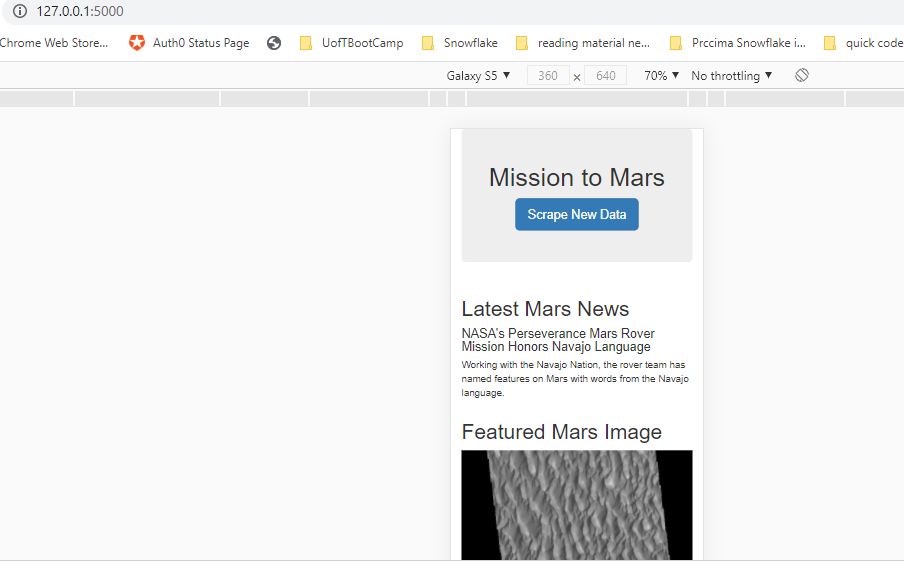 127.0.0.1:5000
Chrome Web Store... Auth0 Status Page UofTBootCamp Snowflake reading material ne... Prccima Snowflake i... quick code
Galaxy S5 ▼ 360 × 640 70% ▼ No throttling ▼
Mission to Mars
Scrape New Data
Latest Mars News
NASA's Perseverance Mars Rover
Mission Honors Navajo Language
Working with the Navajo Nation, the rover team has
named features on Mars with words from the Navajo
language.
Featured Mars Image